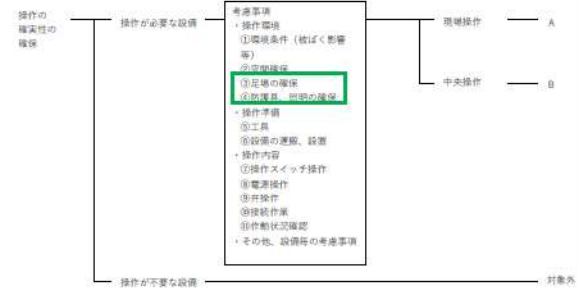 操作の
確実性の
確保
操作が必要な設備
考慮事項
・操作環境
①環境条件（被ばく影響
等）
②空間確保
③足場の確保
④防護具、照明の確保
・操作準備
⑤工具
⑥設備の運搬、設置
・操作内容
⑦操作スイッチ操作
⑧電源操作
⑨弁操作
⑩接続作業
⑪作動状況確認
・その他、設備毎の考慮事項
現場操作
A
中央操作
B
操作が不要な設備
対象外